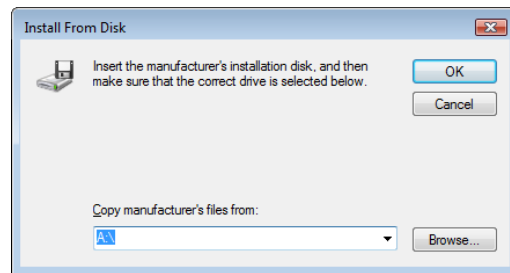 Install From Disk
Insert the manufacturer's installation disk, and then
make sure that the correct drive is selected below.
OK
Cancel
Copy manufacturer's files from:
A:\
Browse...